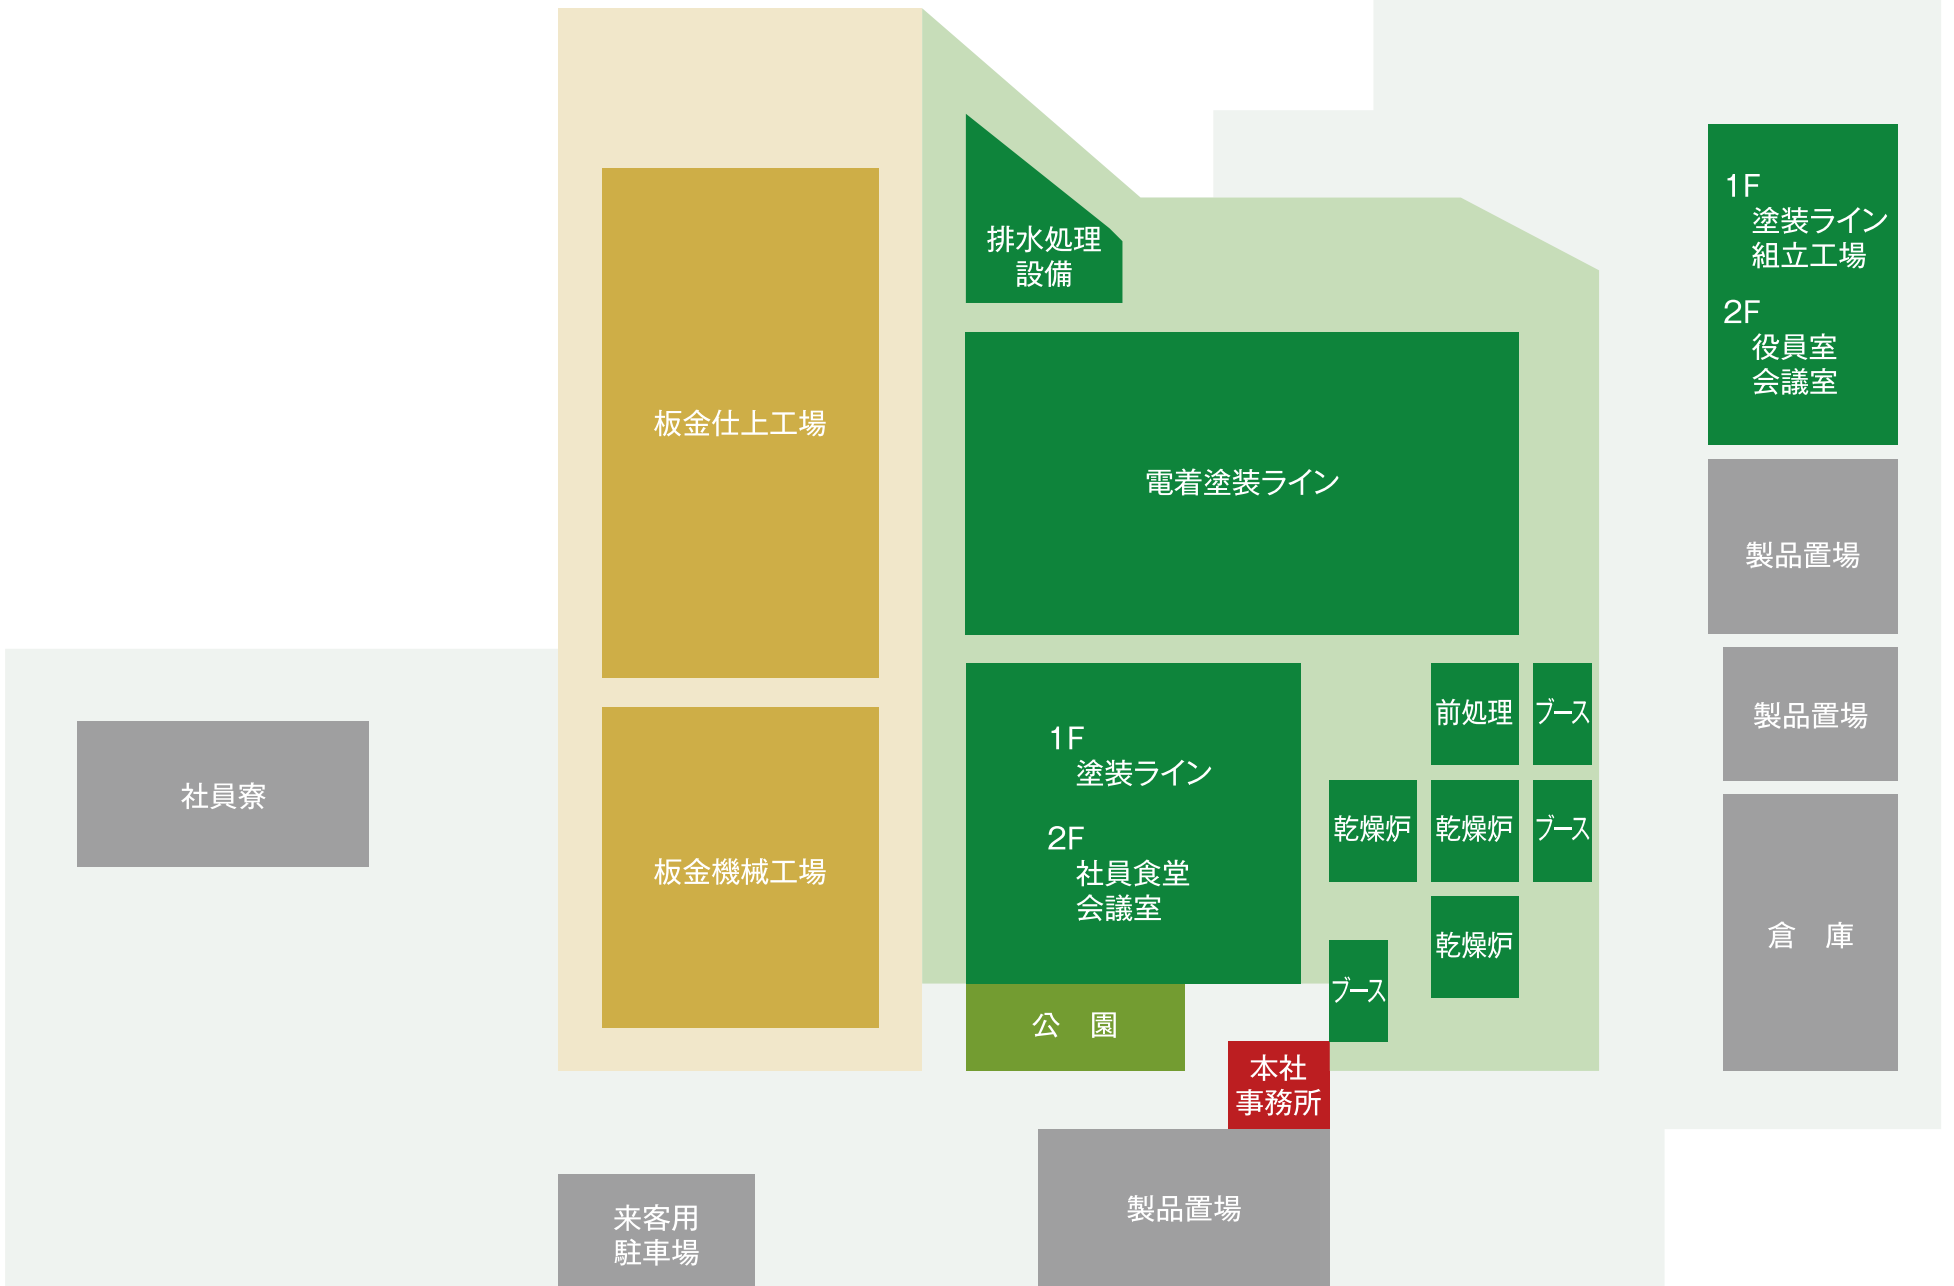 排水処理
設備
1F
塗装ライン
組立工場
2F
役員室
会議室
板金仕上工場
電着塗装ライン
製品置場
前処理
ブース
製品置場
1F
塗装ライン
2F
社員食堂
会議室
乾燥炉
乾燥炉
ブース
社員寮
板金機械工場
乾燥炉
倉　庫
ブース
公　園
本社
事務所
製品置場
来客用
駐車場